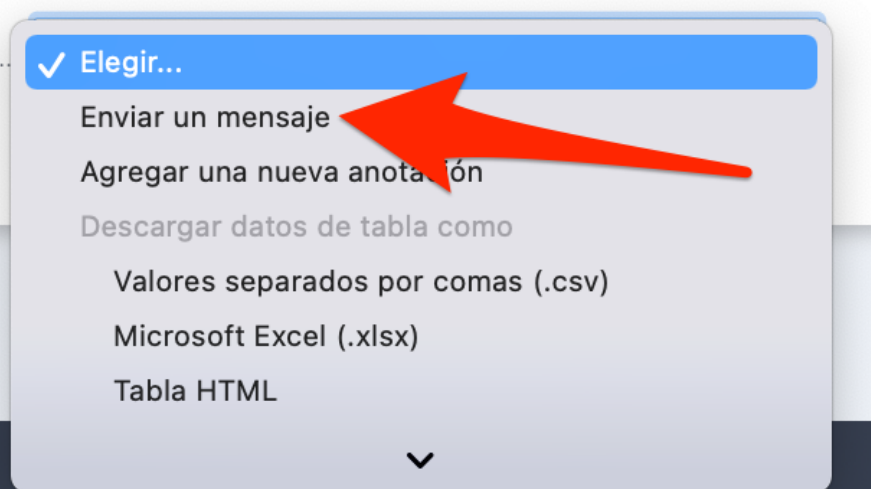 Elegir...
Enviar un mensaje
Agregar una nueva anotación
Descargar datos de tabla como
Valores separados por comas (.csv)
Microsoft Excel (.xlsx)
Tabla HTML